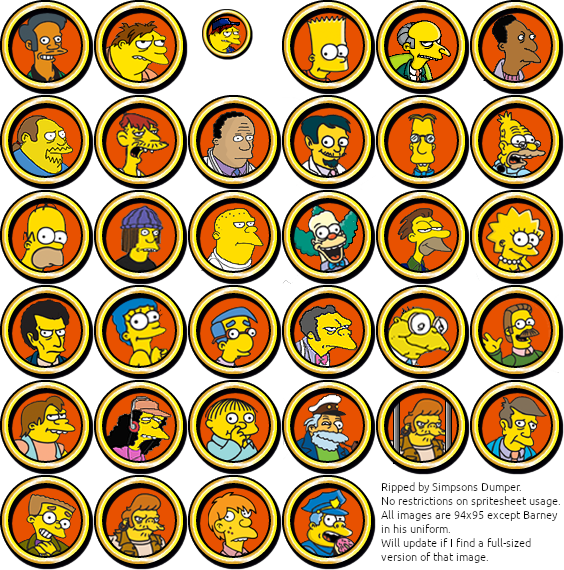 Ripped by Simpsons Dumper.
No restrictions on spritesheet usage.
All images are 94x95 except Barney
in his uniform.
Will update if I find a full-sized
version of that image.